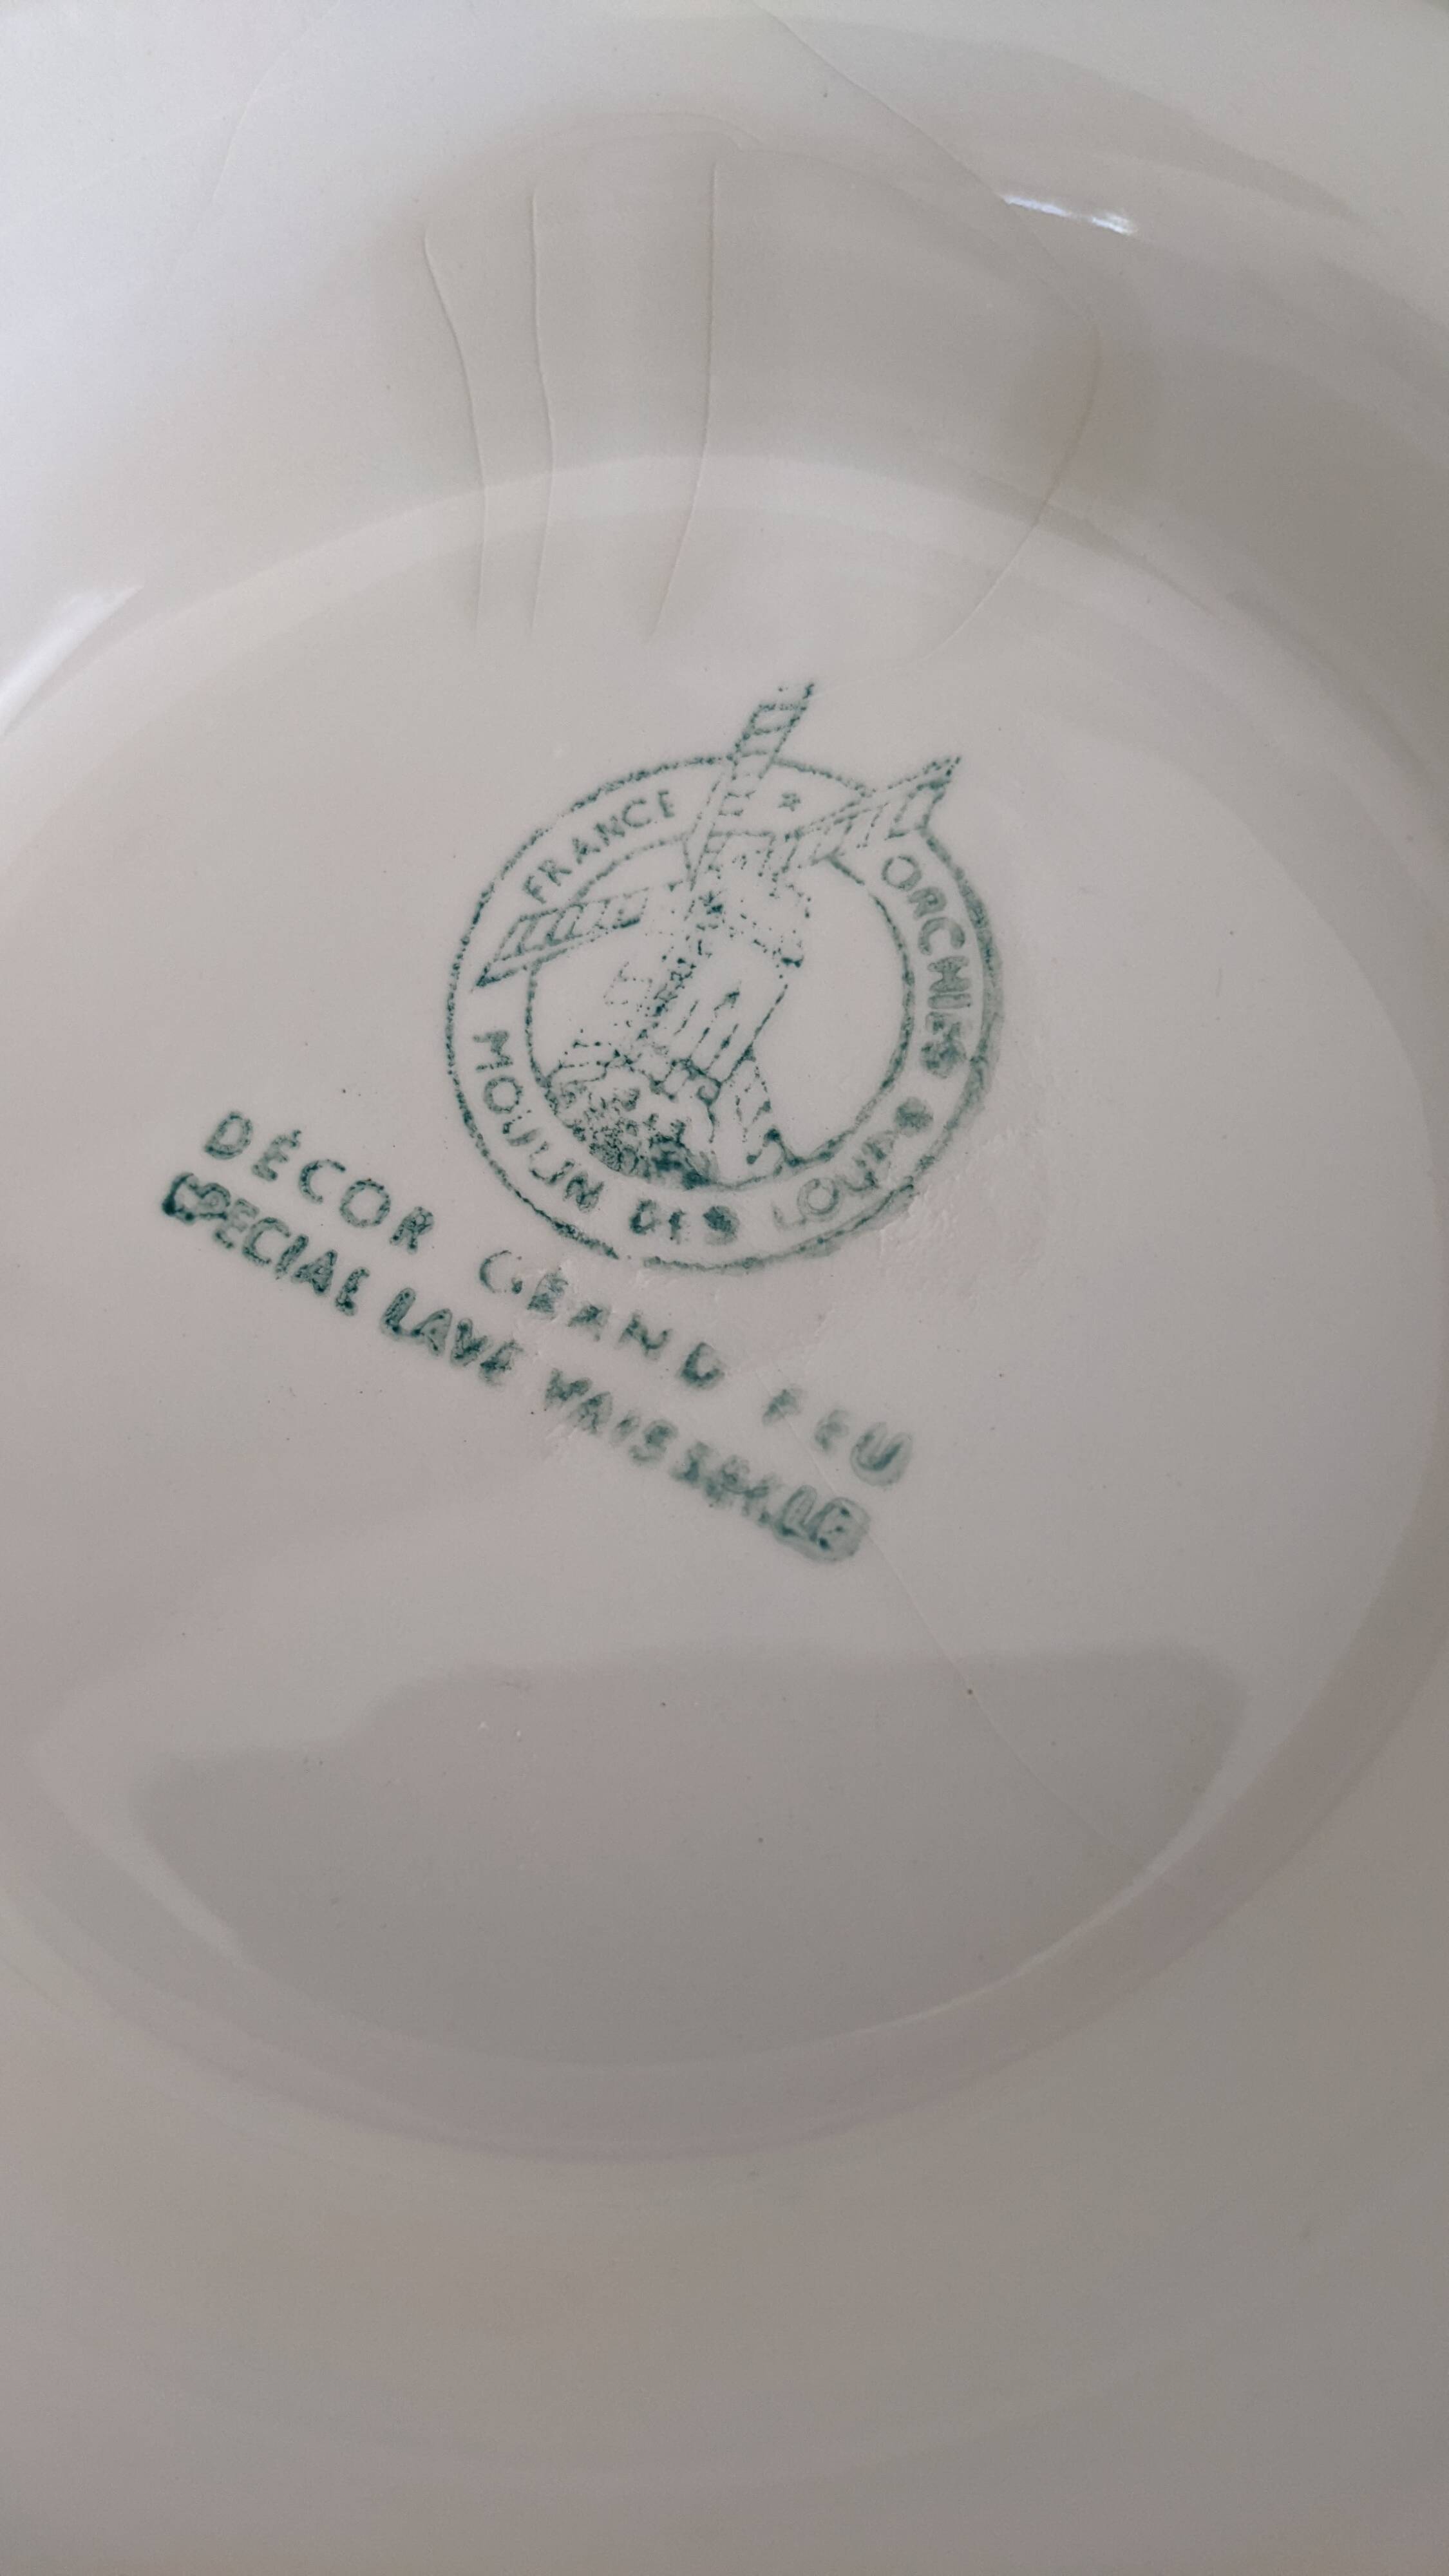 FRANCE * ORCHIES * MOULIN DES LOUPS
DÉCOR GRAND FEU
SPECIAL LAVE VAISSELLE